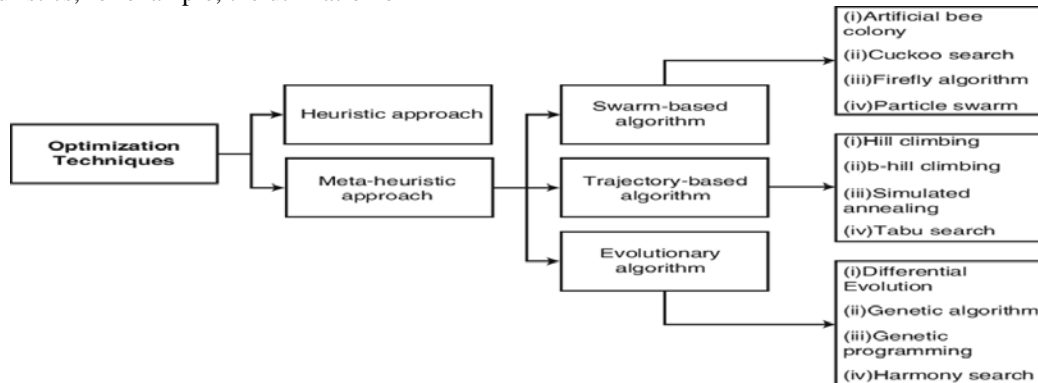 (i)Artificial bee
colony
(ii)Cuckoo search
(iii)Firefly algorithm
(iv)Particle swarm
Heuristic approach
Swarm-based
algorithm
Optimization
Techniques
(i)Hill climbing
(ii)b-hill climbing
(iii)Simulated
annealing
(iv)Tabu search
Meta-heuristic
approach
Trajectory-based
algorithm
Evolutionary
algorithm
(i)Differential
Evolution
(ii)Genetic algorithm
(iii)Genetic
programming
(iv)Harmony search